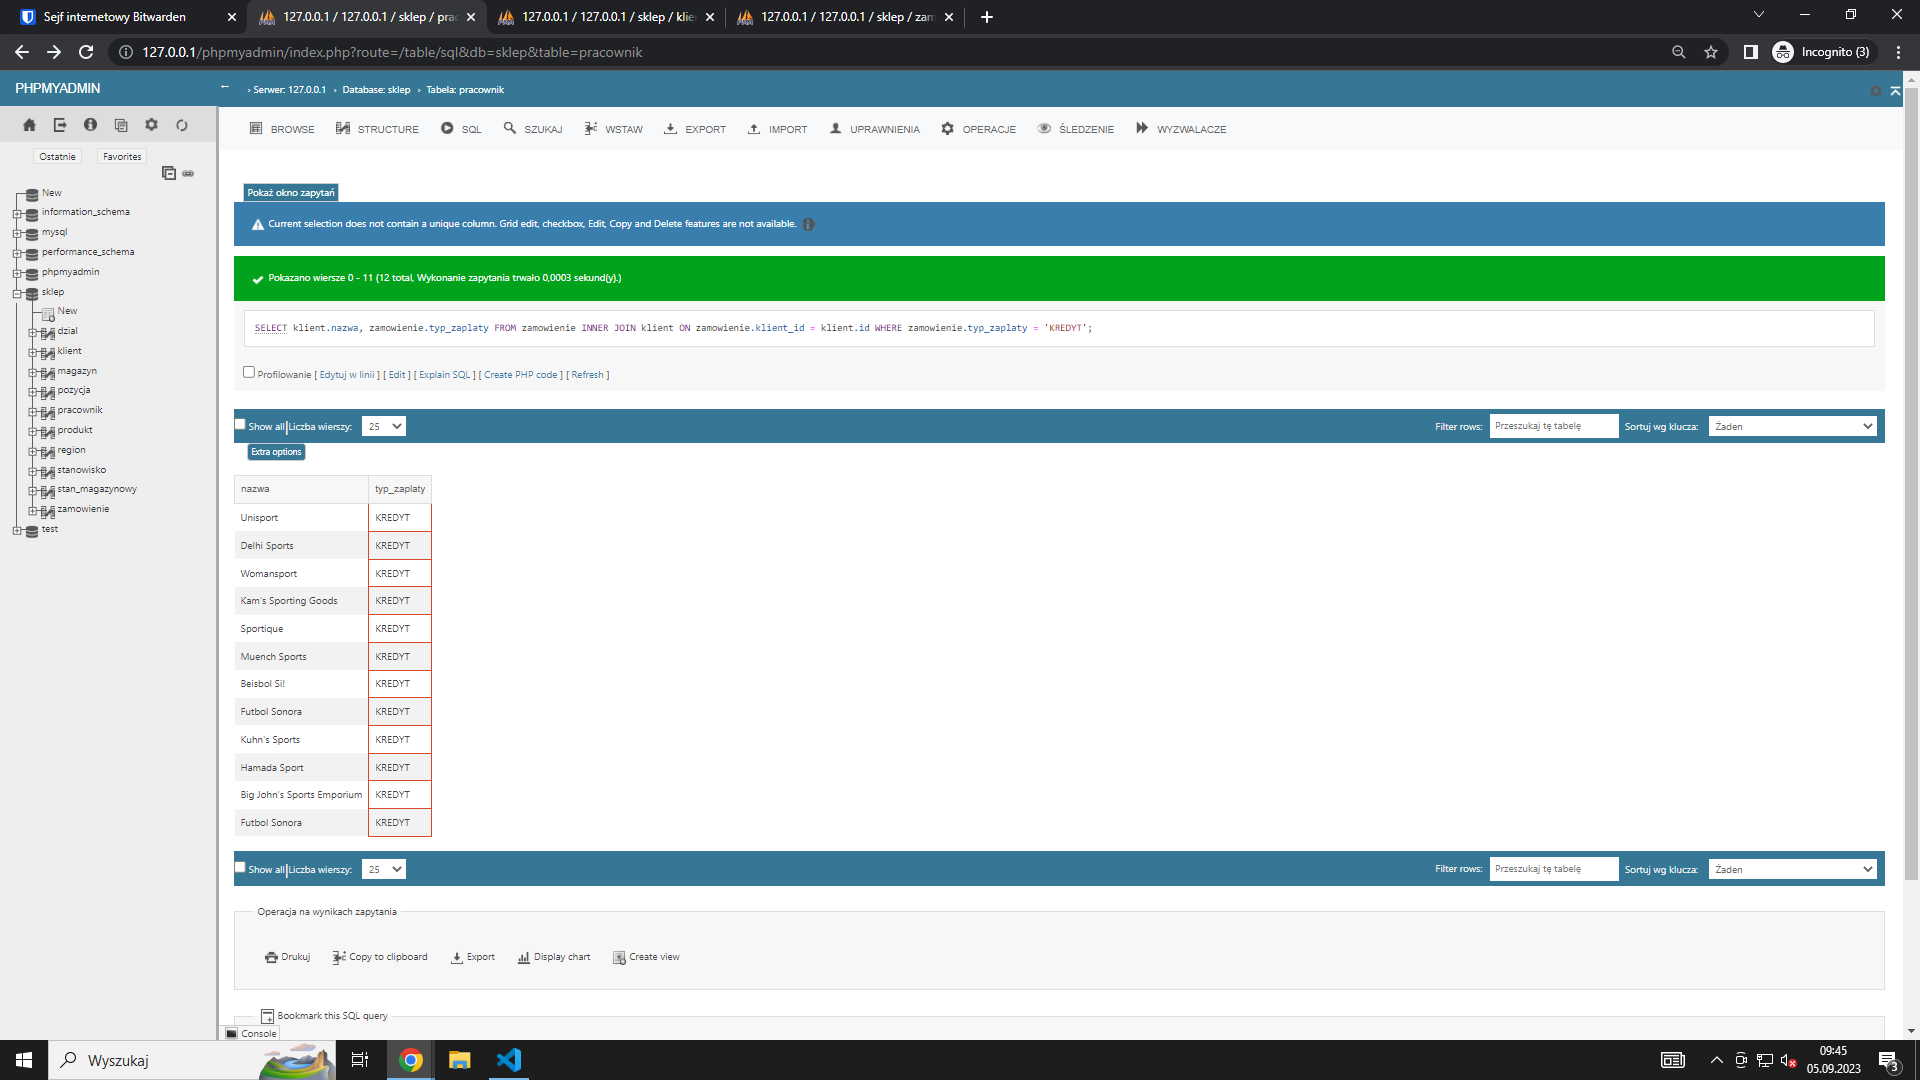 Sejf internetowy Bitwarden
127.0.0.1 / 127.0.0.1 / sklep / prac
127.0.0.1 / 127.0.0.1 / sklep / klie
127.0.0.1 / 127.0.0.1 / sklep / zam
127.0.0.1/phpmyadmin/index.php?route=/table/sql&db=sklep&table=pracownik
Incognito (3)
PHPMYADMIN
Serwer: 127.0.0.1 › Database: sklep › Tabela: pracownik
BROWSE STRUCTURE SQL SZUKAJ WSTAW EXPORT IMPORT UPRAWNIENIA OPERACJE ŚLEDZENIE WYZWALACZE
Ostatnie Favorites
New
information_schema
mysql
performance_schema
phpmyadmin
sklep
New
dzial
klient
magazyn
pozycja
pracownik
produkt
region
stanowisko
stan_magazynowy
zamowienie
test
Pokaż okno zapytań
Current selection does not contain a unique column. Grid edit, checkbox, Edit, Copy and Delete features are not available.
Pokazano wiersze 0 - 11 (12 total, Wykonanie zapytania trwało 0,0003 sekund(y).)
SELECT klient.nazwa, zamowienie.typ_zaplaty FROM zamowienie INNER JOIN klient ON zamowienie.klient_id = klient.id WHERE zamowienie.typ_zaplaty = 'KREDYT';
Profilowanie [ Edytuj w linii ] [ Edit ] [ Explain SQL ] [ Create PHP code ] [ Refresh ]
Show all Liczba wierszy: 25 Filter rows: Przeszukaj tę tabelę Sortuj wg klucza: Żaden
Extra options
nazwa typ_zaplaty
Unisport KREDYT
Delhi Sports KREDYT
Womansport KREDYT
Kam's Sporting Goods KREDYT
Sportique KREDYT
Muench Sports KREDYT
Beisbol Si! KREDYT
Futbol Sonora KREDYT
Kuhn's Sports KREDYT
Hamada Sport KREDYT
Big John's Sports Emporium KREDYT
Futbol Sonora KREDYT
Show all Liczba wierszy: 25 Filter rows: Przeszukaj tę tabelę Sortuj wg klucza: Żaden
Operacja na wynikach zapytania
Drukuj Copy to clipboard Export Display chart Create view
Bookmark this SQL query
Console
Wyszukaj
09:45
05.09.2023
3